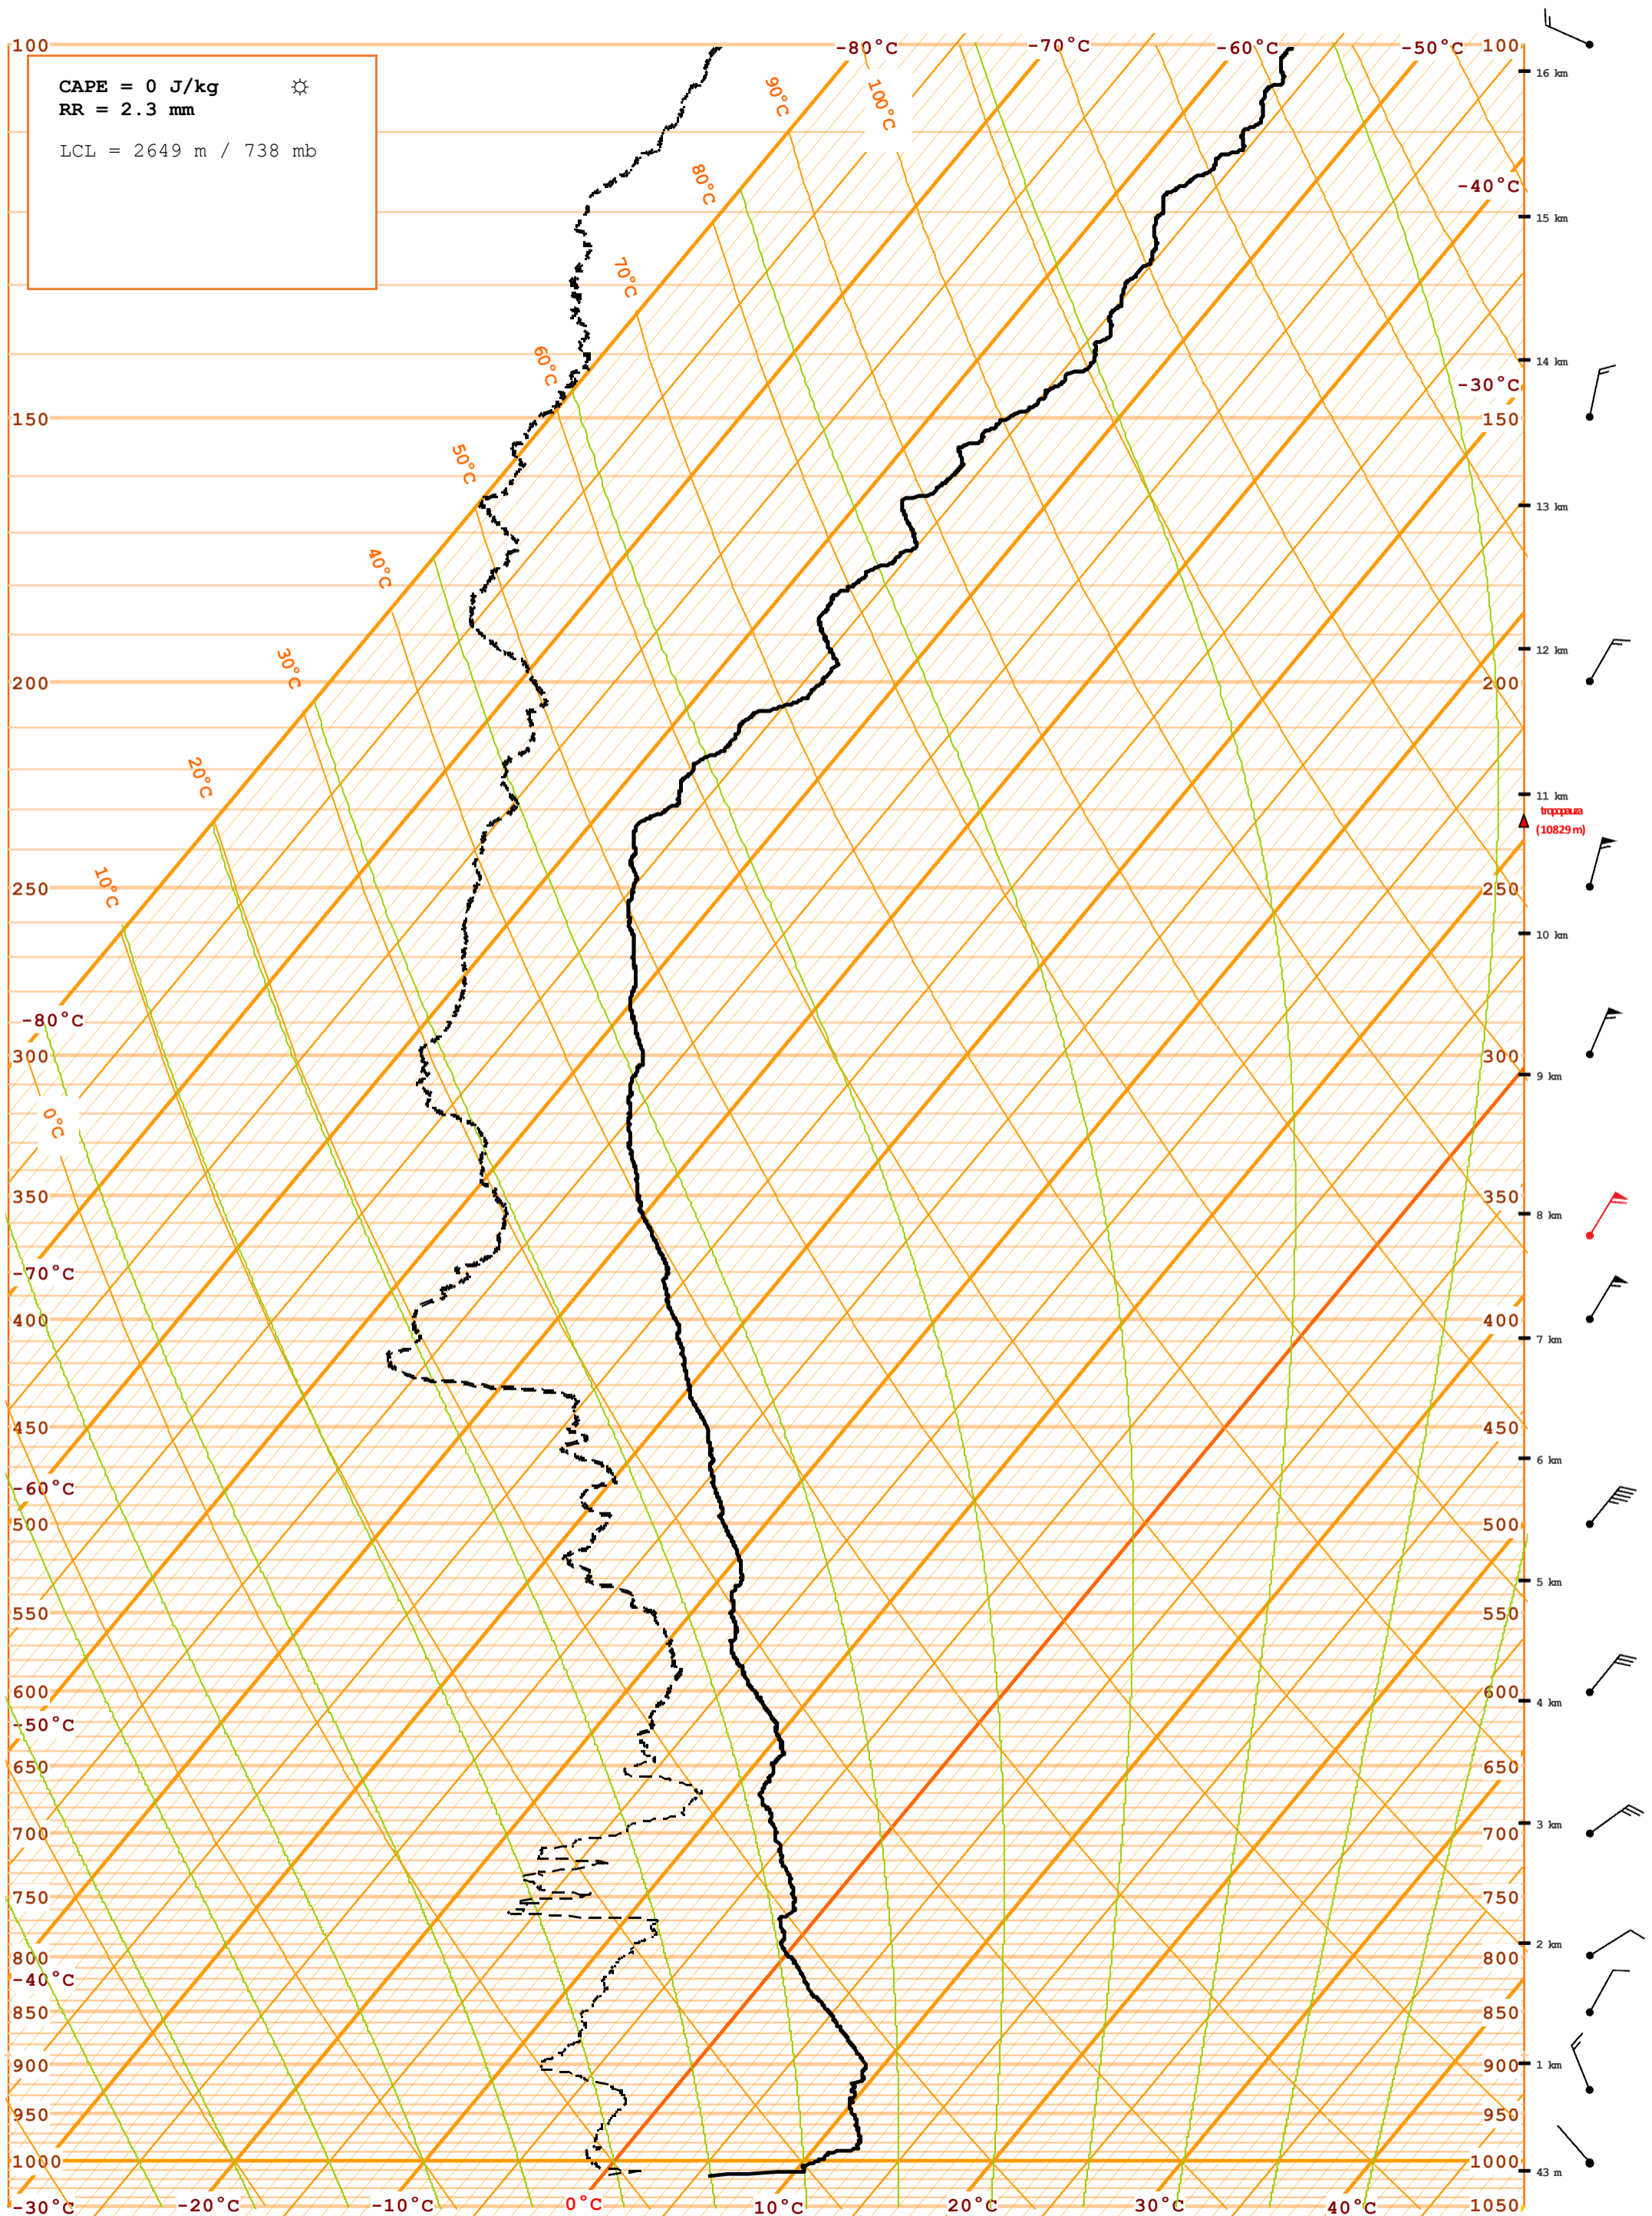 100 -80°C -70°C -60°C -50°C 100
16 km
CAPE = 0 J/kg ☼
RR = 2.3 mm
LCL = 2649 m / 738 mb
90°C
100°C
80°C
-40°C
15 km
70°C
14 km
60°C
-30°C
150 150
50°C
13 km
40°C
12 km
30°C
200 200
20°C
11 km
tropopauza
(10829 m)
10°C
250 250
10 km
-80°C
300 300
9 km
0°C
350 350
8 km
-70°C
400 400
7 km
450 450
6 km
-60°C
500 500
5 km
550 550
600 600
4 km
-50°C
650 650
3 km
700 700
750 750
2 km
800 800
-40°C
850 850
900 900
1 km
950 950
1000 1000
43 m
-30°C -20°C -10°C 0°C 10°C 20°C 30°C 40°C 1050